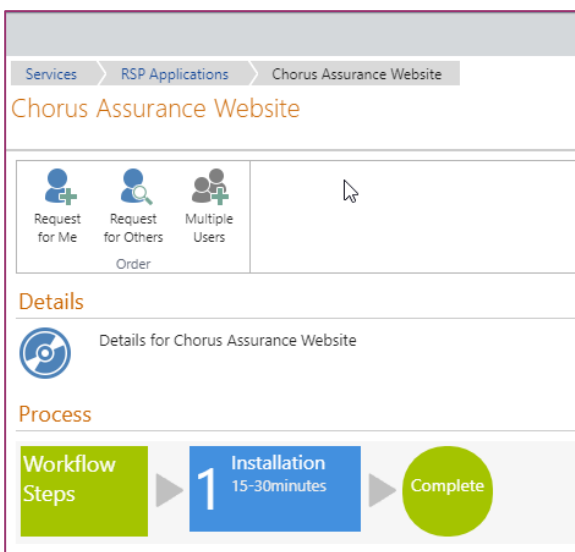 Services RSP Applications Chorus Assurance Website
Chorus Assurance Website
Request for Me
Request for Others
Multiple Users
Order
Details
Details for Chorus Assurance Website
Process
Workflow Steps
1
Installation
15-30minutes
Complete